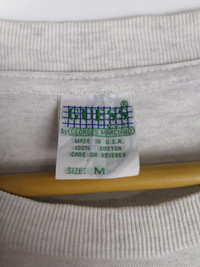 GUESS ®
by GEORGES MARCIANO
MADE IN U.S.A.
100% COTTON
CARE ON REVERSE
SIZE: M